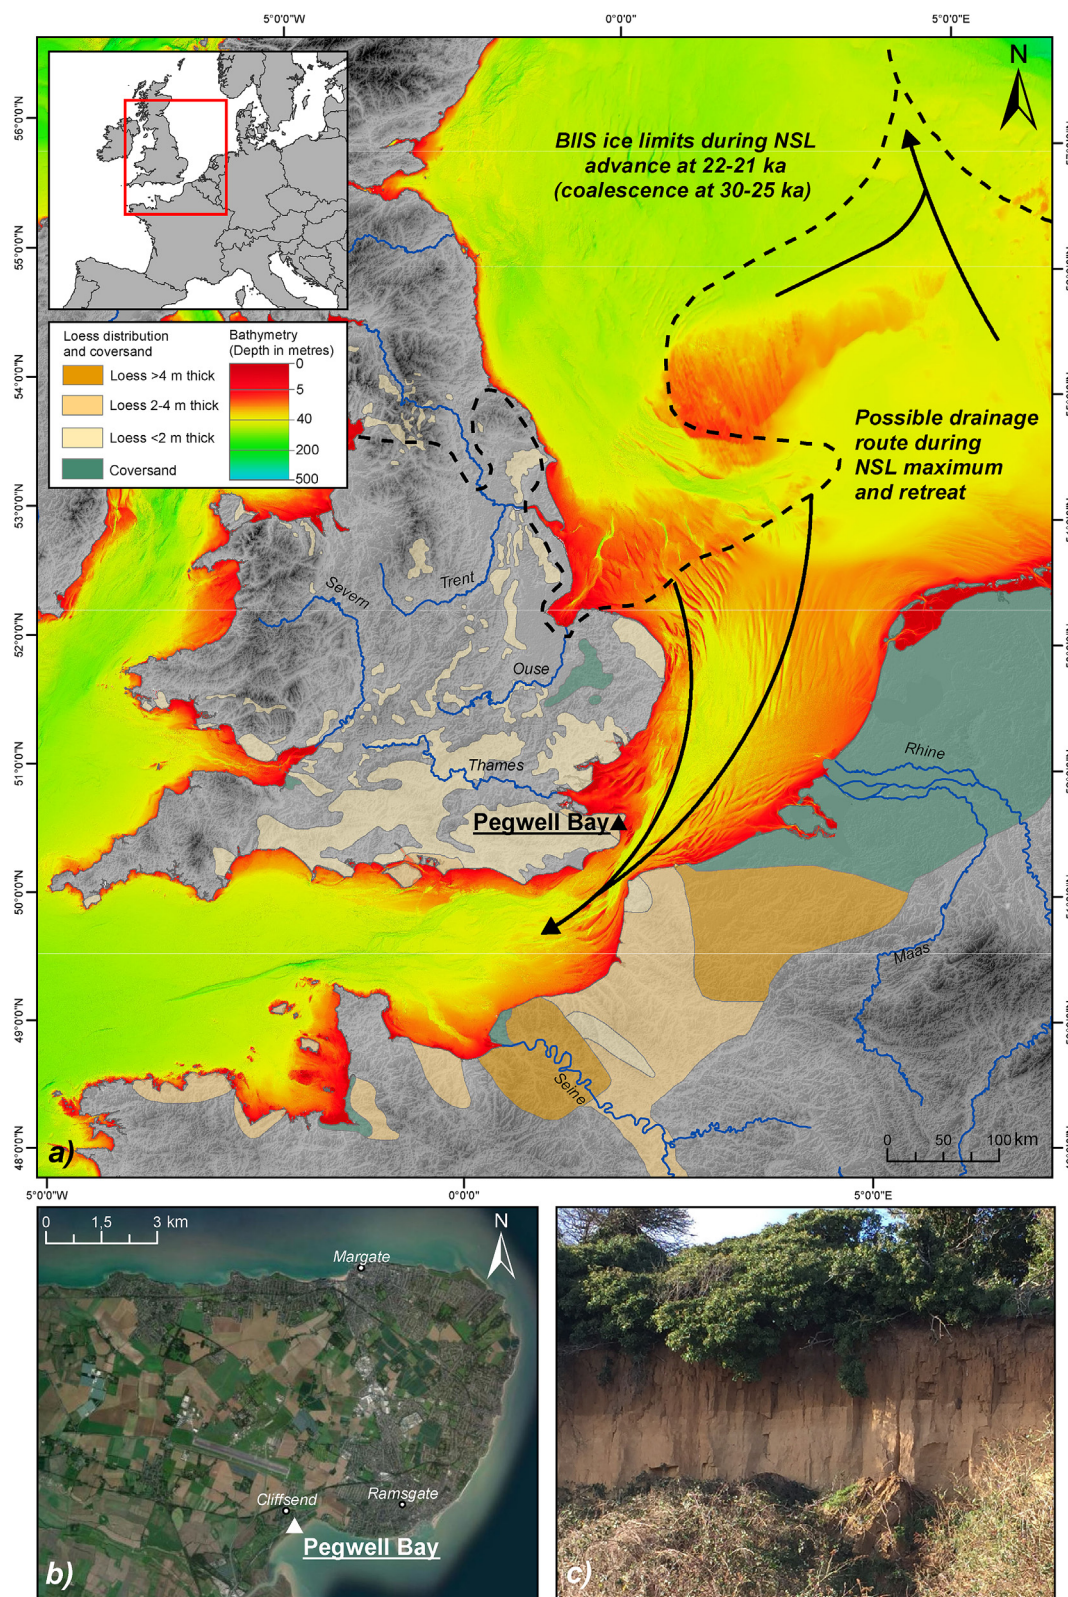 5°0'0"W
0°0'0"
5°0'0"E
56°0'0"N
55°0'0"N
54°0'0"N
53°0'0"N
52°0'0"N
51°0'0"N
50°0'0"N
49°0'0"N
48°0'0"N
N
BIIS ice limits during NSL
advance at 22-21 ka
(coalescence at 30-25 ka)
Loess distribution
and coversand
Loess >4 m thick
Loess 2-4 m thick
Loess <2 m thick
Coversand
Bathymetry
(Depth in metres)
0
5
40
200
500
Possible drainage
route during
NSL maximum
and retreat
Severn
Trent
Ouse
Thames
Rhine
Pegwell Bay
Maas
Seine
0 50 100 km
a)
5°0'0"W
0°0'0"
5°0'0"E
0 1,5 3 km
N
Margate
Cliffsend
Ramsgate
Pegwell Bay
b)
c)